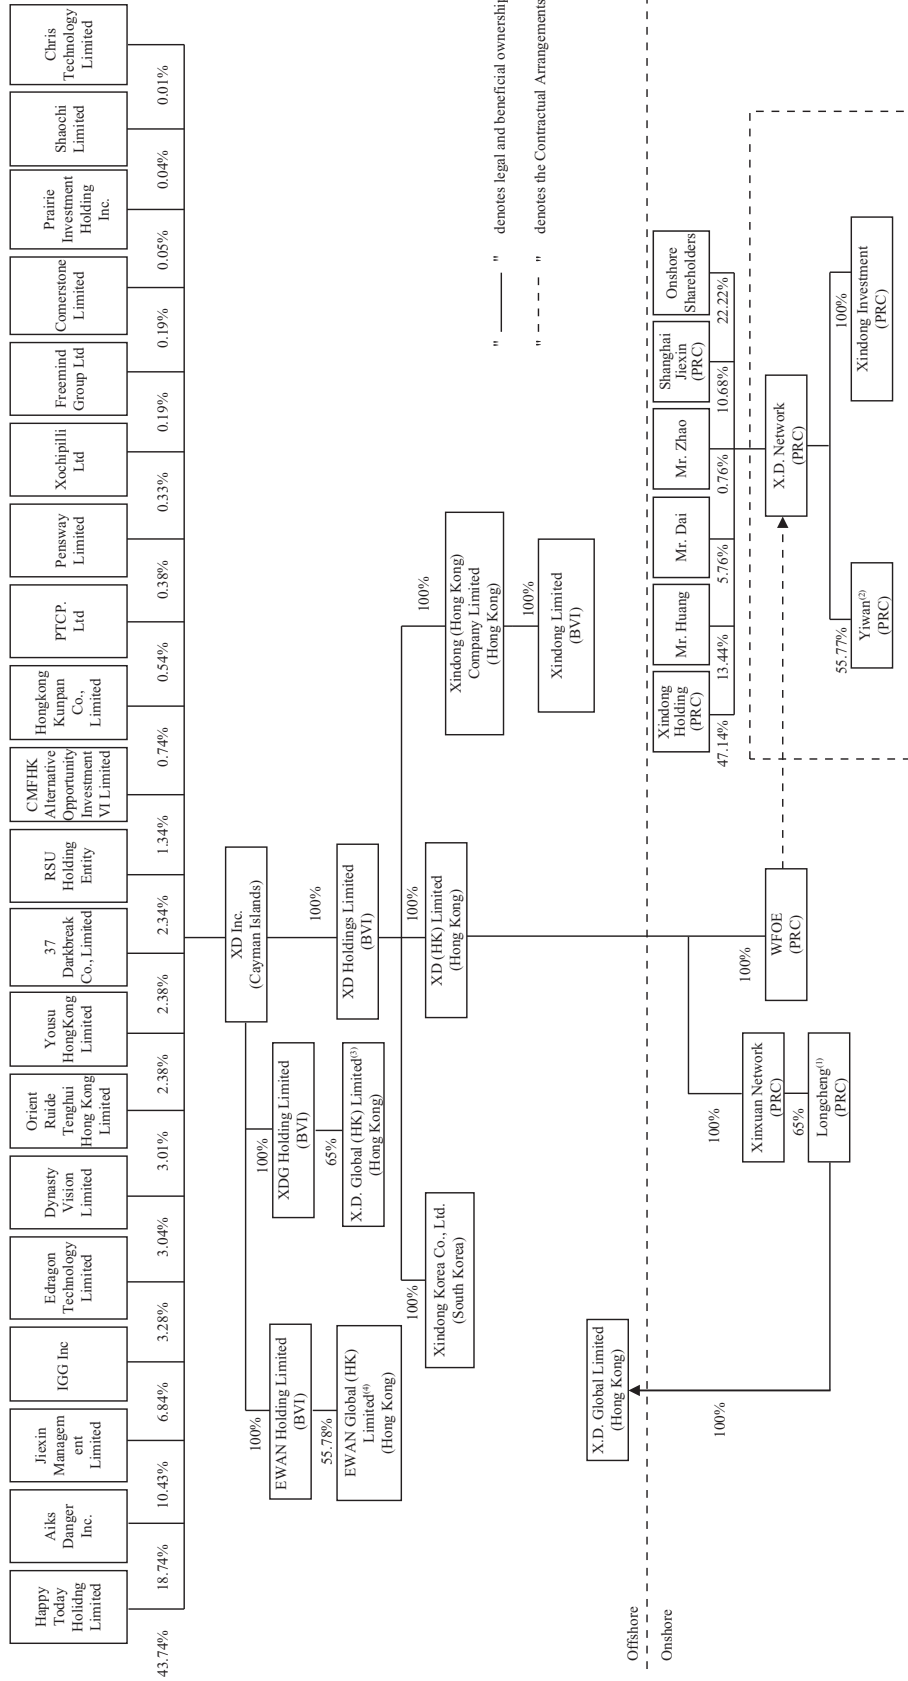 Happy
Today
Holidng
Limited
Aiks
Danger
Inc.
Jiexin
Managem
ent
Limited
IGG Inc
Edragon
Technology
Limited
Dynasty
Vision
Limited
Orient
Ruide
Tenghui
Hong Kong
Limited
Yousu
HongKong
Limited
37
Darkbreak
Co., Limited
RSU
Holding
Entity
CMFHK
Alternative
Opportunity
Investment
VI Limited
Hongkong
Kunpan
Co.,
Limited
PTCP.
Ltd
Pensway
Limited
Xochipilli
Ltd
Freemind
Group Ltd
Cornerstone
Limited
Prairie
Investment
Holding
Inc.
Shaochi
Limited
Chris
Technology
Limited
43.74%
18.74%
10.43%
6.84%
3.28%
3.04%
3.01%
2.38%
2.38%
2.34%
1.34%
0.74%
0.54%
0.38%
0.33%
0.19%
0.19%
0.05%
0.04%
0.01%
XD Inc.
(Cayman Islands)
100%
100%
100%
EWAN Holding Limited
(BVI)
XDG Holding Limited
(BVI)
XD Holdings Limited
(BVI)
55.78%
65%
EWAN Global (HK)
Limited(4)
(Hong Kong)
X.D. Global (HK) Limited(3)
(Hong Kong)
100%
100%
100%
Xindong Korea Co., Ltd.
(South Korea)
XD (HK) Limited
(Hong Kong)
Xindong (Hong Kong)
Company Limited
(Hong Kong)
100%
Xindong Limited
(BVI)
" —— " denotes legal and beneficial ownership
" - - - - " denotes the Contractual Arrangements
X.D. Global Limited
(Hong Kong)
Offshore
Onshore
100%
100%
Xinxuan Network
(PRC)
65%
Longcheng(1)
(PRC)
100%
WFOE
(PRC)
Xindong
Holding
(PRC)
Mr. Huang
Mr. Dai
Mr. Zhao
Shanghai
Jiexin
(PRC)
Onshore
Shareholders
47.14%
13.44%
5.76%
0.76%
10.68%
22.22%
X.D. Network
(PRC)
55.77%
100%
Yiwan(2)
(PRC)
Xindong Investment
(PRC)